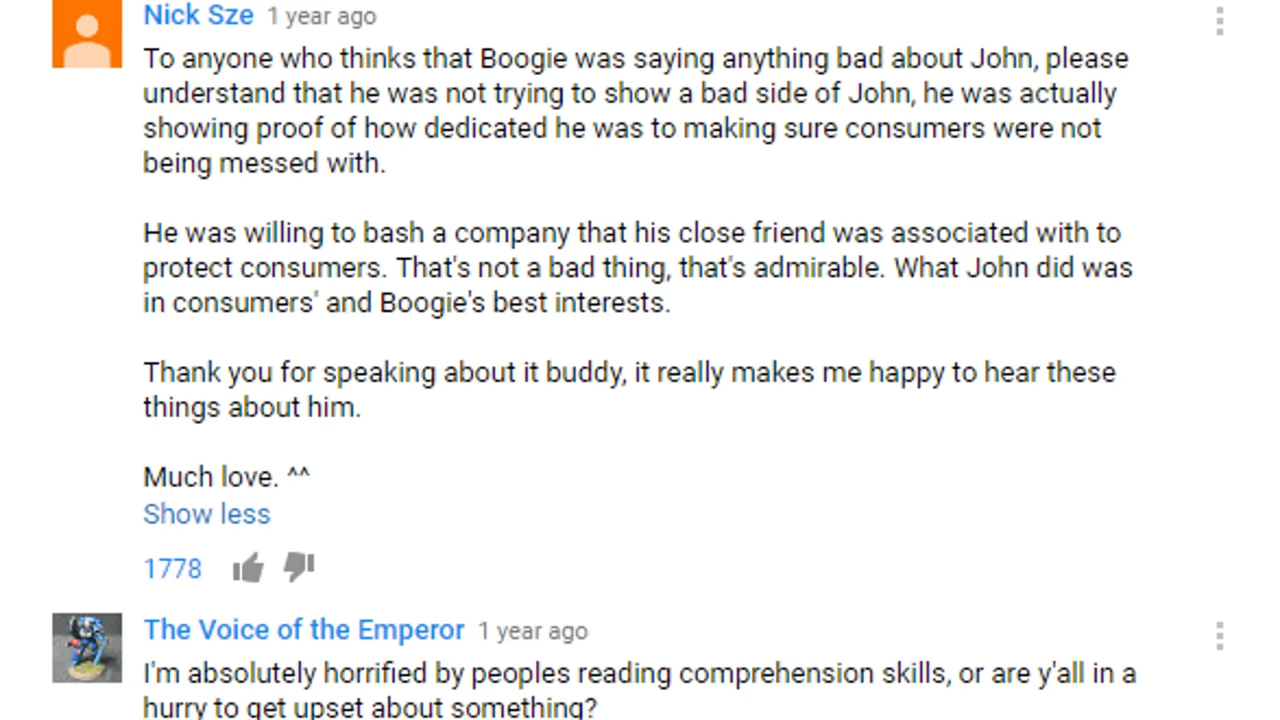 Nick Sze 1 year ago
To anyone who thinks that Boogie was saying anything bad about John, please
understand that he was not trying to show a bad side of John, he was actually
showing proof of how dedicated he was to making sure consumers were not
being messed with.
He was willing to bash a company that his close friend was associated with to
protect consumers. That's not a bad thing, that's admirable. What John did was
in consumers' and Boogie's best interests.
Thank you for speaking about it buddy, it really makes me happy to hear these
things about him.
Much love. ^^
Show less
1778
The Voice of the Emperor 1 year ago
I'm absolutely horrified by peoples reading comprehension skills, or are y'all in a
hurry to get upset about something?